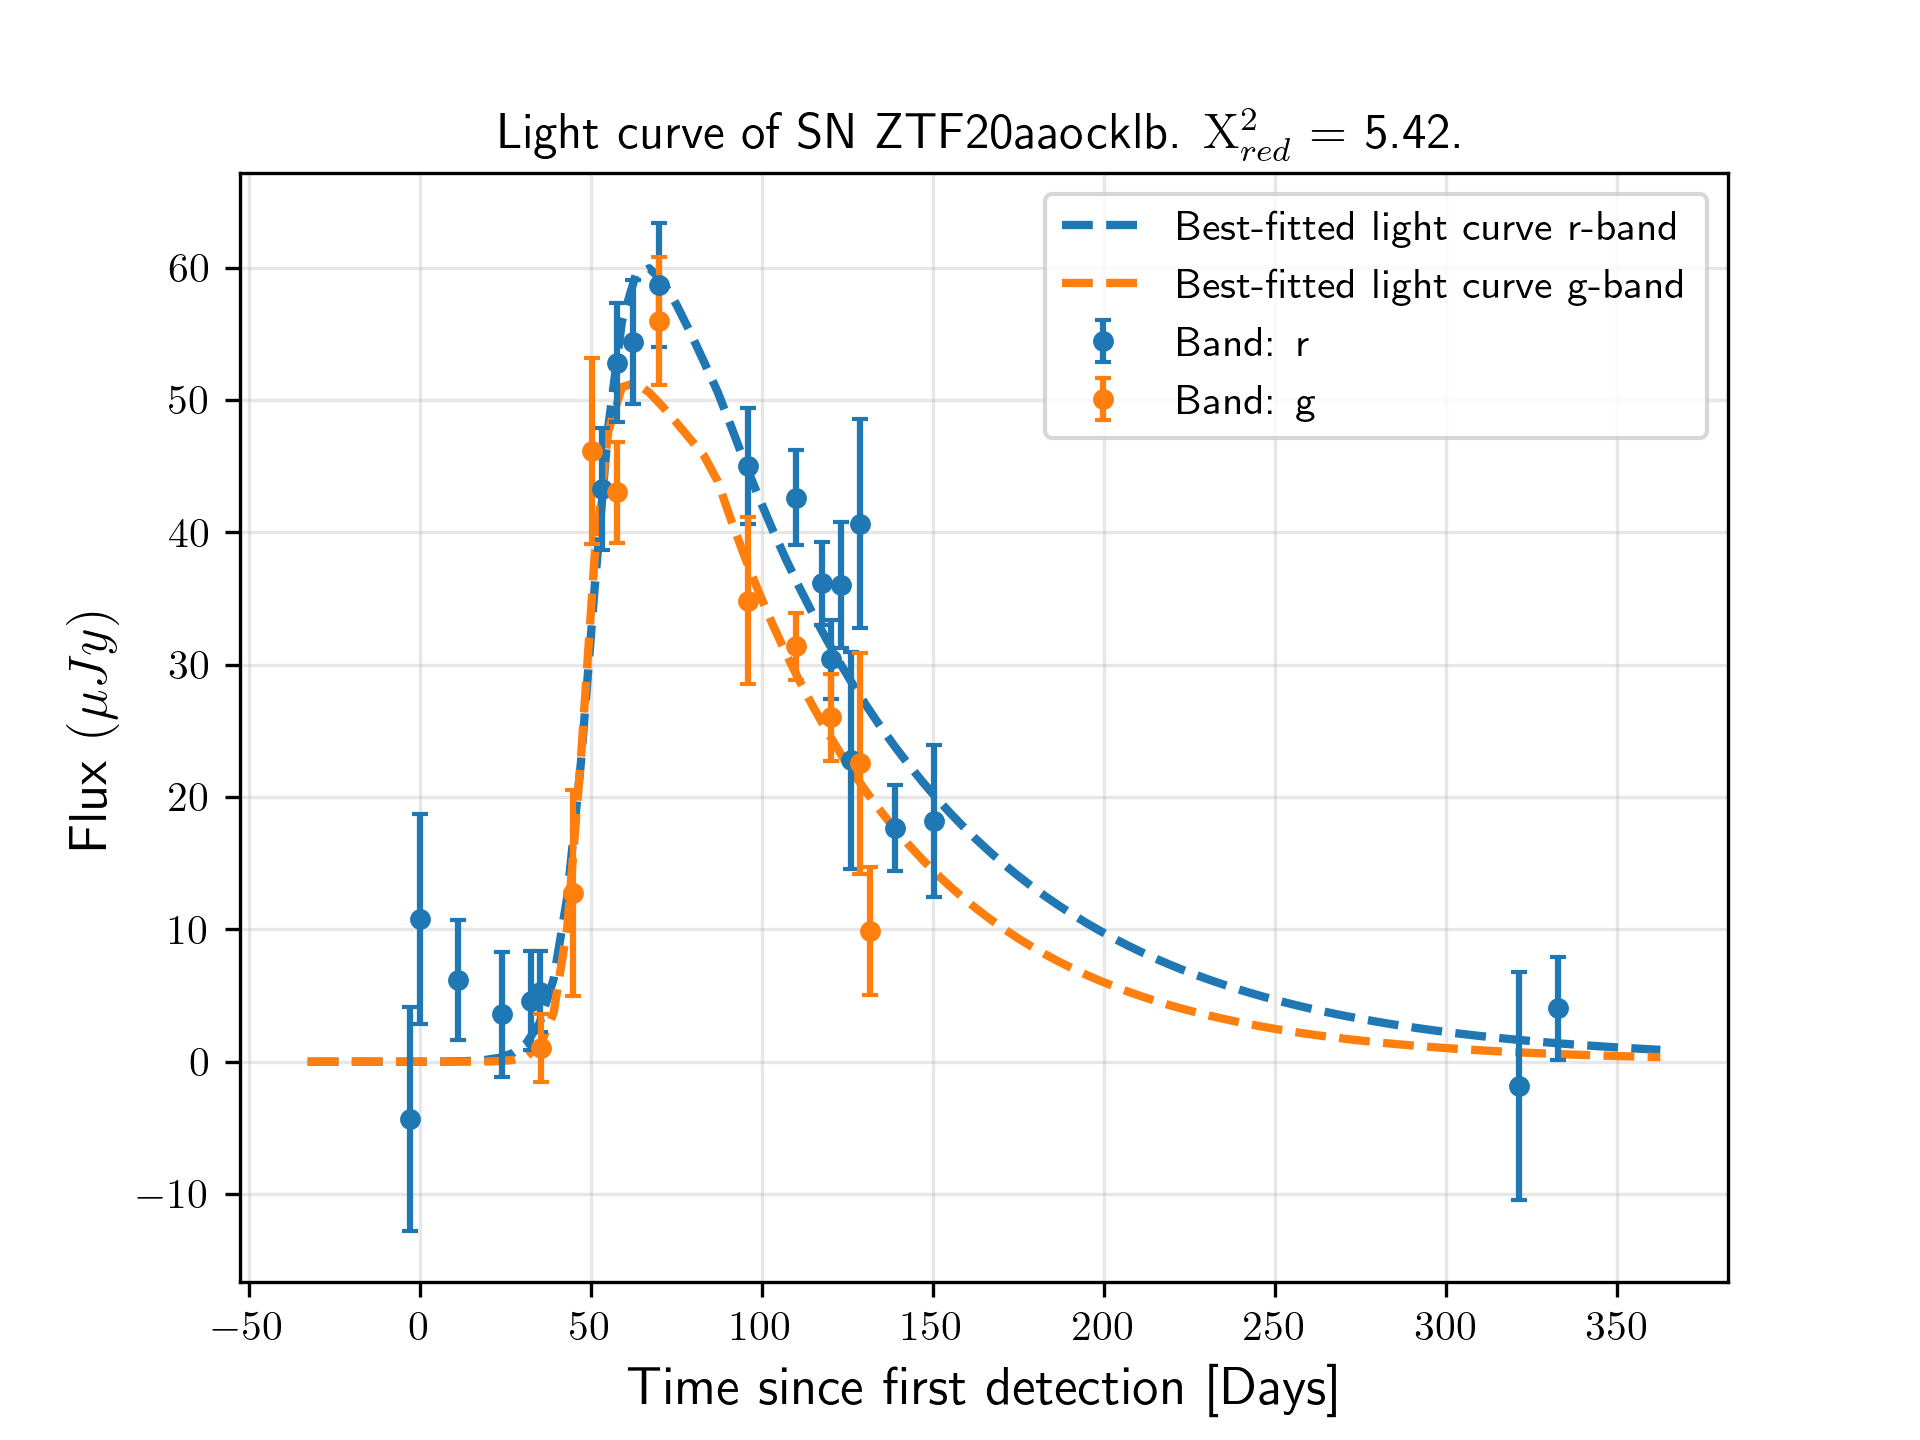 Light curve of SN ZTF20aaocklb. X²_red = 5.42.
Best-fitted light curve r-band
Best-fitted light curve g-band
Band: r
Band: g
Flux (μJy)
60
50
40
30
20
10
0
−10
−50 0 50 100 150 200 250 300 350
Time since first detection [Days]